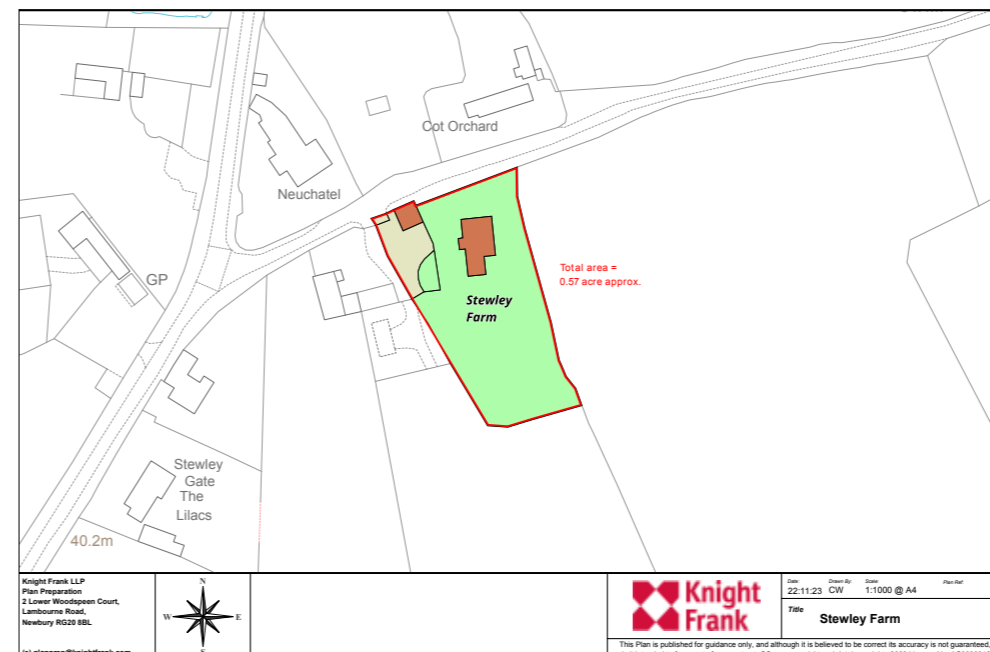 Cot Orchard
Neuchatel
GP
Total area =
0.57 acre approx.
Stewley
Farm
Stewley
Gate
The
Lilacs
40.2m
Knight Frank LLP
Plan Preparation
2 Lower Woodspeen Court,
Lambourne Road,
Newbury RG20 8BL
N
W
E
S
Knight
Frank
Date:
22:11:23
Drawn By
CW
Scale
1:1000 @ A4
Plan Ref:
Title
Stewley Farm
This Plan is published for guidance only, and although it is believed to be correct its accuracy is not guaranteed,